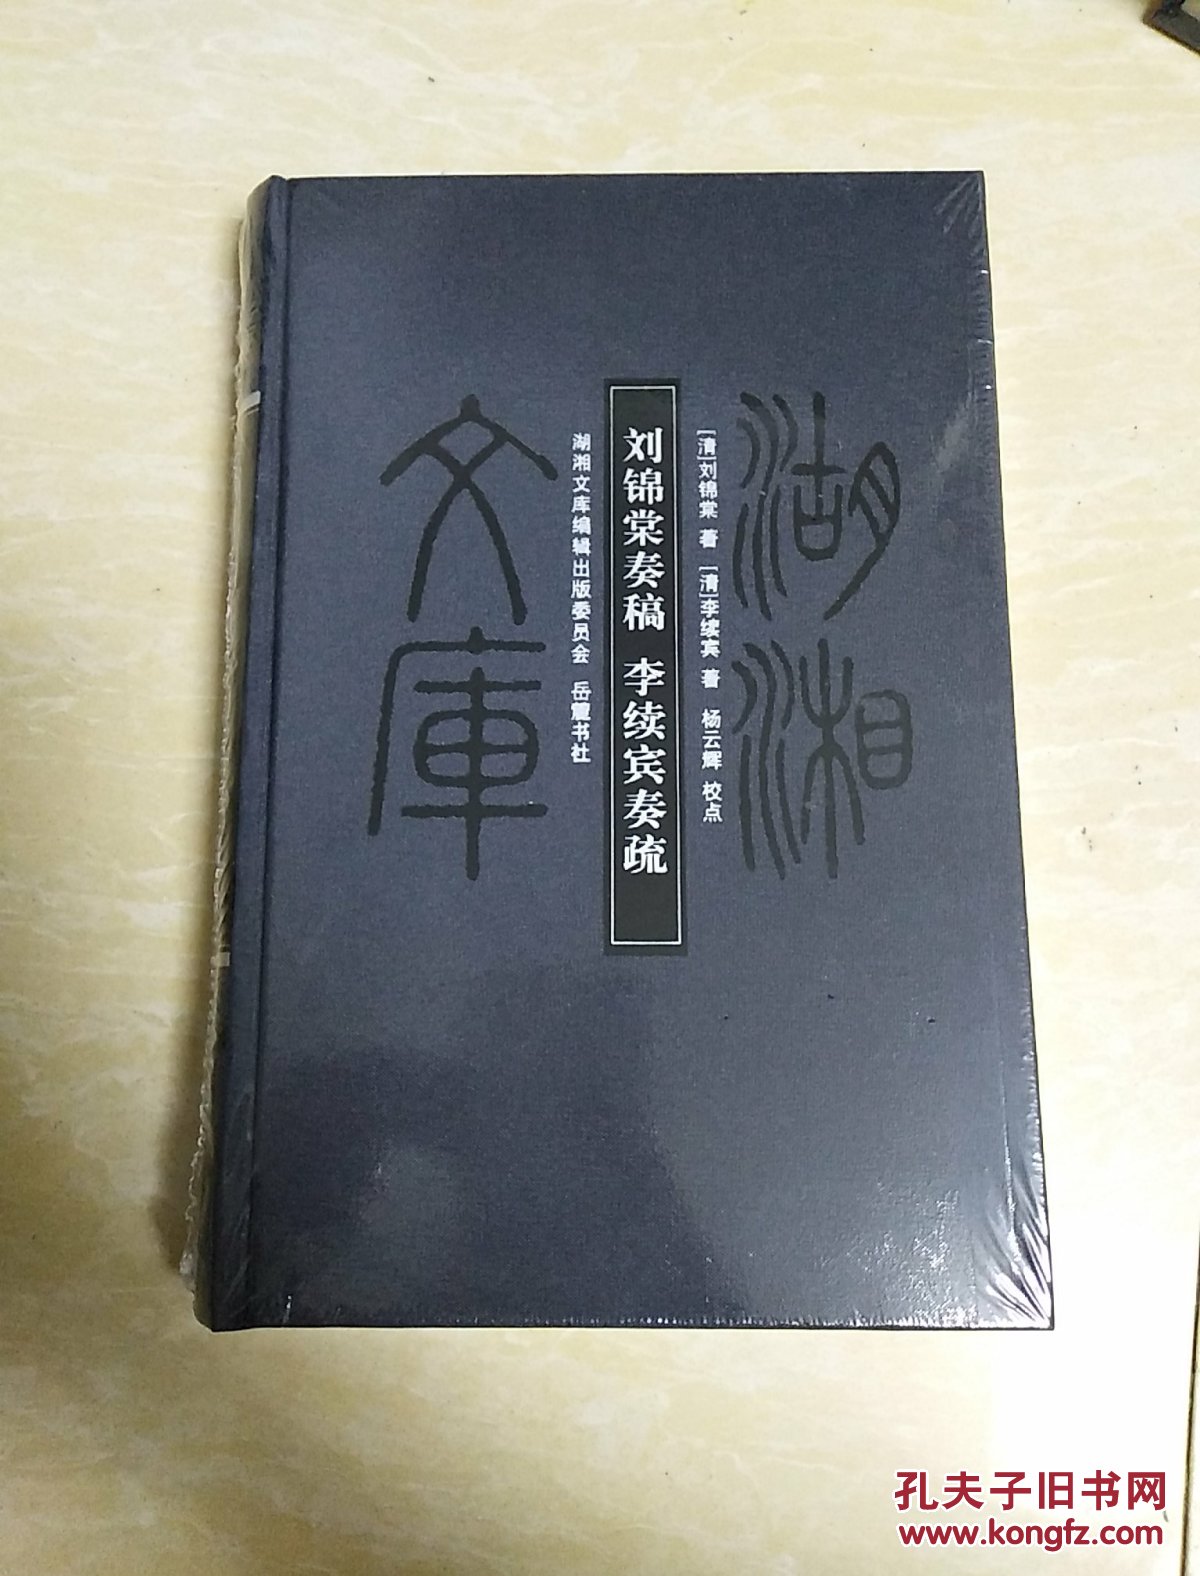 湖湘
文庫
[清]刘锦棠 著 [清]李续宾 著 杨云辉 校点
刘锦棠奏稿 李续宾奏疏
湖湘文库编辑出版委员会 岳麓书社
孔夫子旧书网
www.kongfz.com